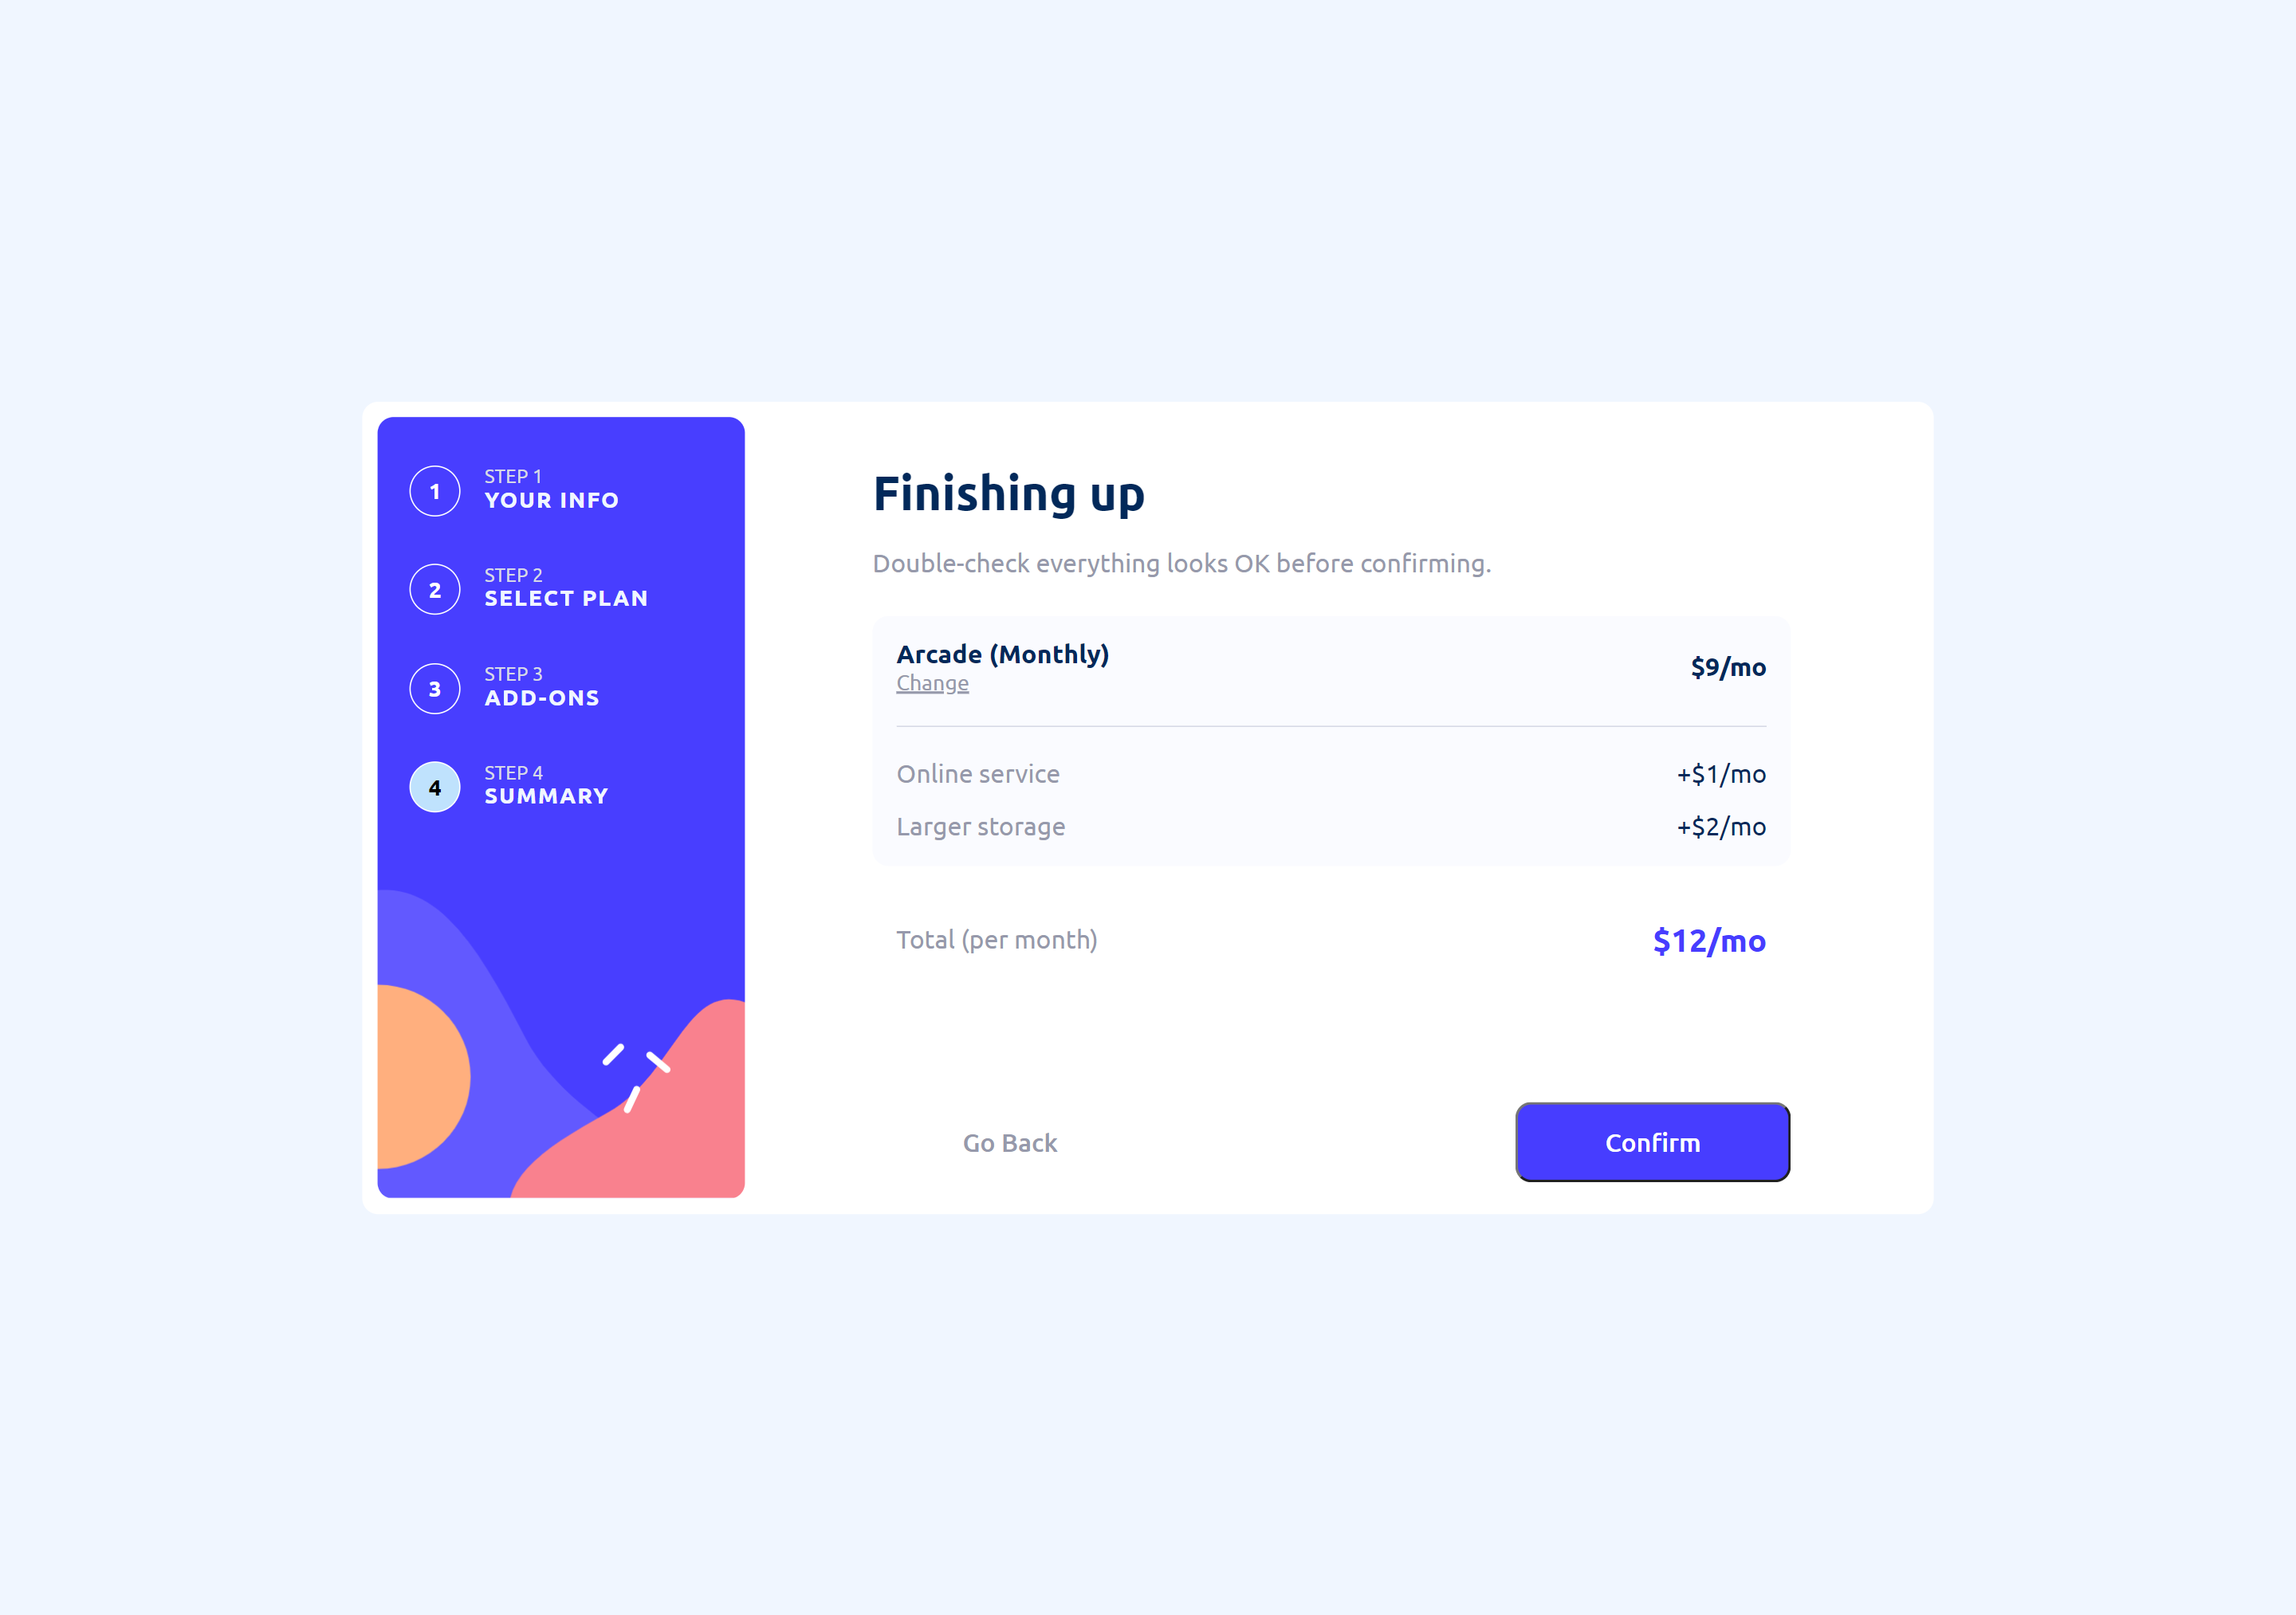 1
STEP 1
YOUR INFO
2
STEP 2
SELECT PLAN
3
STEP 3
ADD-ONS
4
STEP 4
SUMMARY
Finishing up
Double-check everything looks OK before confirming.
Arcade (Monthly)
Change
$9/mo
Online service +$1/mo
Larger storage +$2/mo
Total (per month) $12/mo
Go Back Confirm